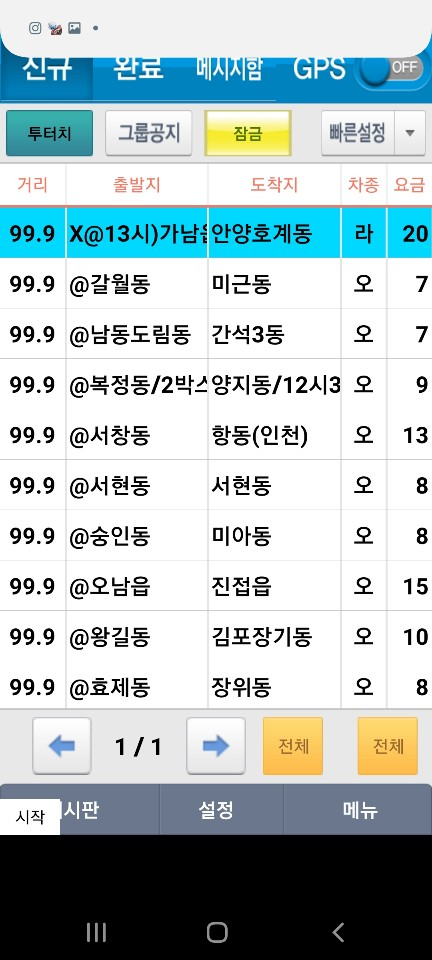 신규 완료 메시지함 GPS OFF
투터치 그룹공지 잠금 빠른설정
거리 출발지 도착지 차종 요금
99.9 X@13시)가남읍 안양호계동 라 20
99.9 @갈월동 미근동 오 7
99.9 @남동도림동 간석3동 오 7
99.9 @복정동/2박스 양지동/12시3 오 9
99.9 @서창동 항동(인천) 오 13
99.9 @서현동 서현동 오 8
99.9 @숭인동 미아동 오 8
99.9 @오남읍 진접읍 오 15
99.9 @왕길동 김포장기동 오 10
99.9 @효제동 장위동 오 8
1 / 1 전체 전체
시판 설정 메뉴
시작